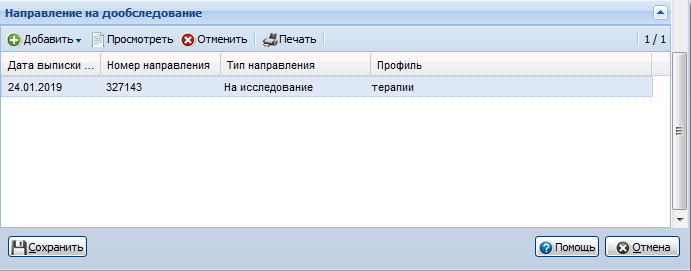 Направление на дообследование
Добавить Просмотреть Отменить Печать 1 / 1
Дата выписки ... Номер направления Тип направления Профиль
24.01.2019 327143 На исследование терапии
Сохранить Помощь Отмена